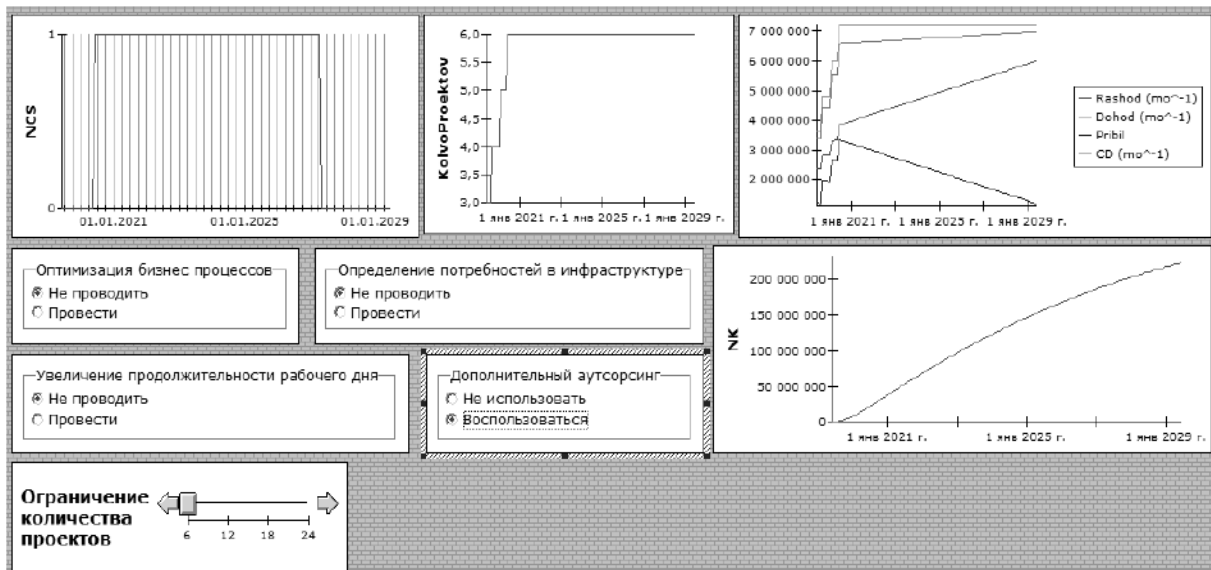 NCS
1
0
01.01.2021
01.01.2025
01.01.2029
KolvoProektov
6,0
5,5
5,0
4,5
4,0
3,5
3,0
1 янв 2021 г.
1 янв 2025 г.
1 янв 2029 г.
7 000 000
6 000 000
5 000 000
4 000 000
3 000 000
2 000 000
1 янв 2021 г.
1 янв 2025 г.
1 янв 2029 г.
Rashod (mo^-1)
Dohod (mo^-1)
Pribil
CD (mo^-1)
Оптимизация бизнес процессов
Не проводить
Провести
Определение потребностей в инфраструктуре
Не проводить
Провести
NK
200 000 000
150 000 000
100 000 000
50 000 000
0
1 янв 2021 г.
1 янв 2025 г.
1 янв 2029 г.
Увеличение продолжительности рабочего дня
Не проводить
Провести
Дополнительный аутсорсинг
Не использовать
Воспользоваться
Ограничение
количества
проектов
6
12
18
24